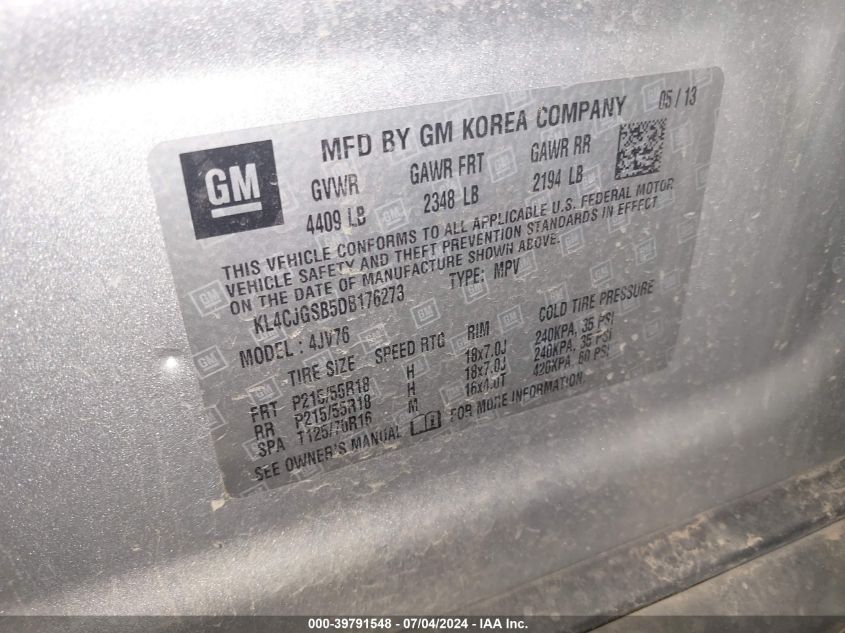 GM
MFD BY GM KOREA COMPANY 05 / 13
GVWR GAWR FRT GAWR RR
4409 LB 2348 LB 2194 LB
THIS VEHICLE CONFORMS TO ALL APPLICABLE U.S. FEDERAL MOTOR
VEHICLE SAFETY AND THEFT PREVENTION STANDARDS IN EFFECT
ON THE DATE OF MANUFACTURE SHOWN ABOVE.
KL4CJGSB5DB176273 TYPE: MPV
MODEL : 4JV76
TIRE SIZE SPEED RTG RIM COLD TIRE PRESSURE
FRT P215/55R18 H 18x7.0J 240KPA, 35 PSI
RR P215/55R18 H 18x7.0J 240KPA, 35 PSI
SPA T125/70R16 M 16x4.0T 420KPA, 60 PSI
SEE OWNER'S MANUAL FOR MORE INFORMATION.
000-39791548 - 07/04/2024 - IAA Inc.